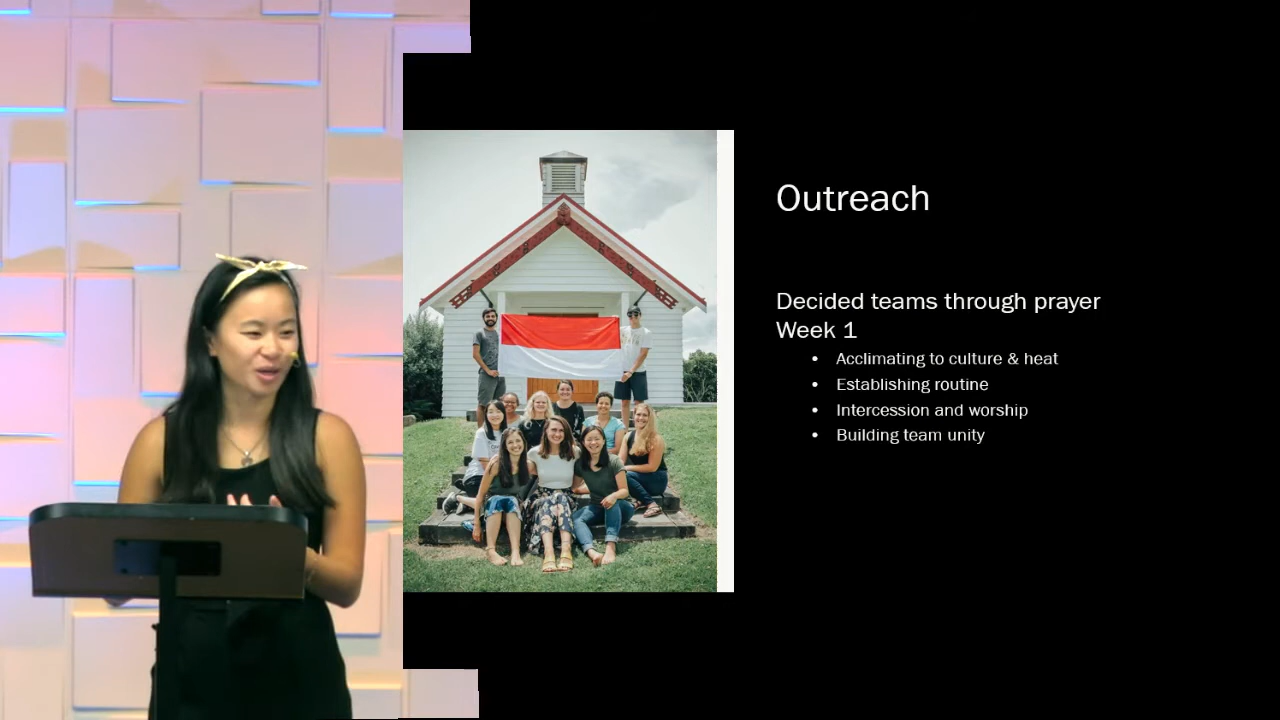 Outreach
Decided teams through prayer
Week 1
• Acclimating to culture & heat
• Establishing routine
• Intercession and worship
• Building team unity